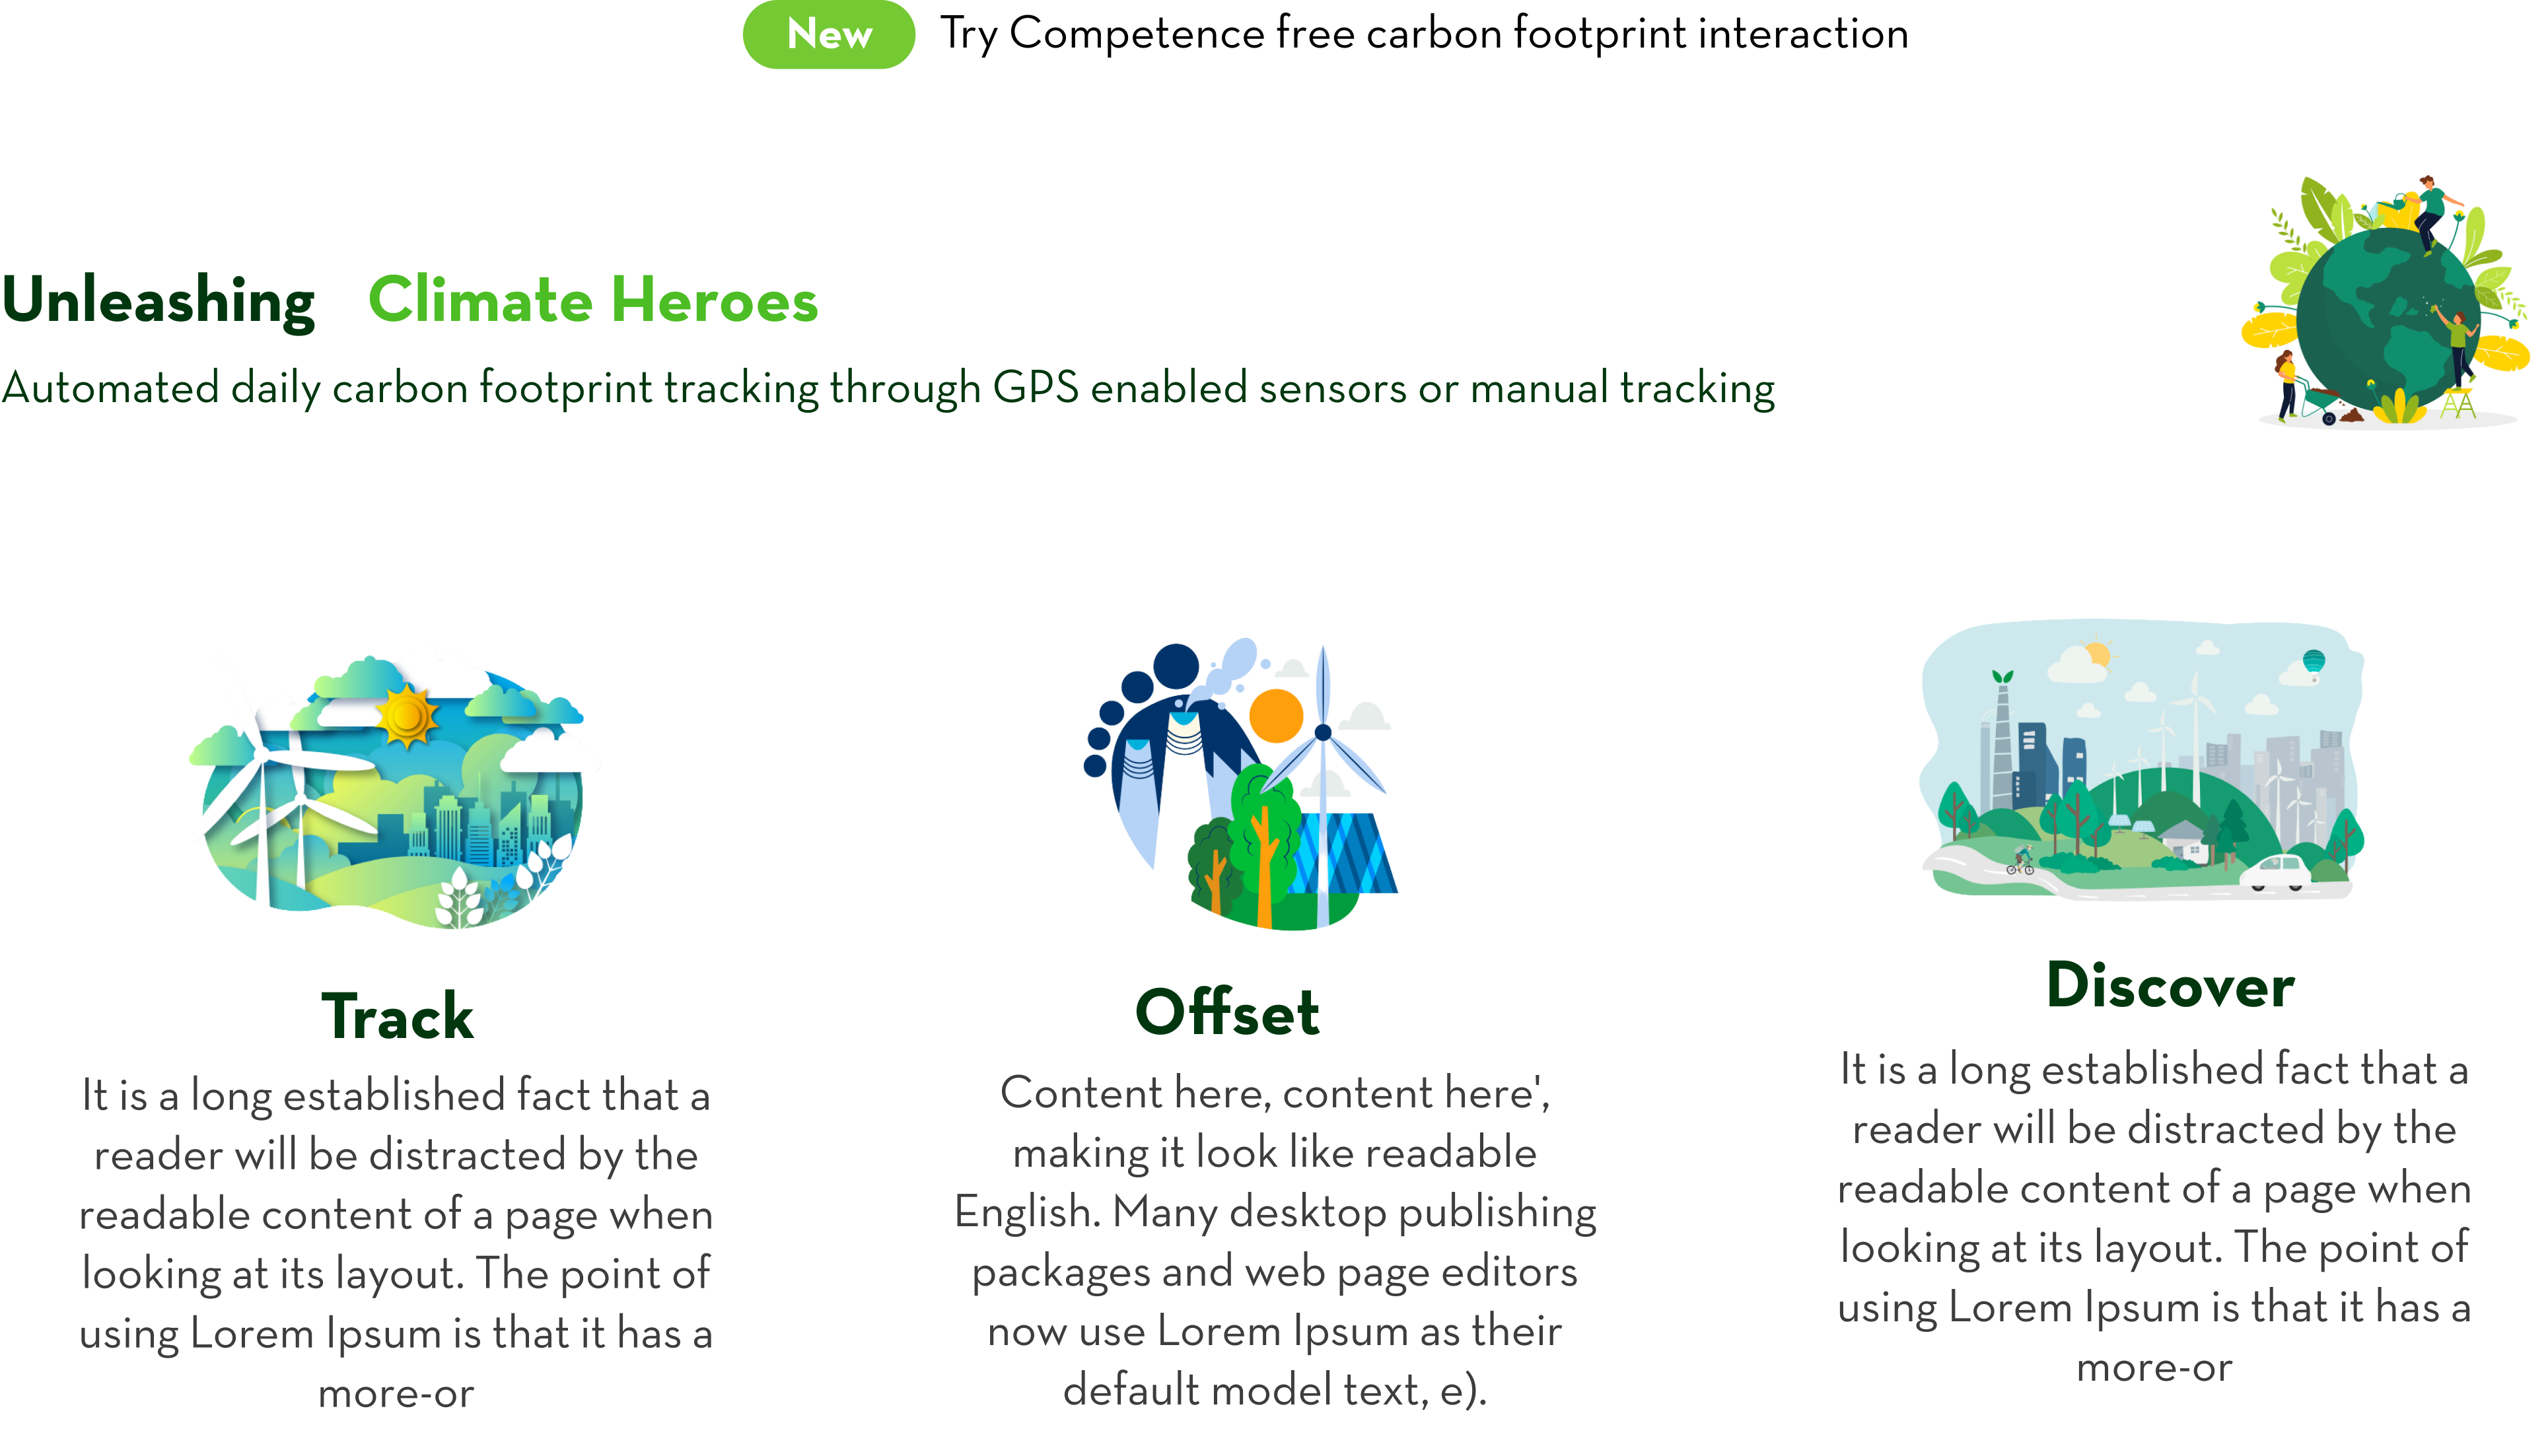 New Try Competence free carbon footprint interaction
Unleashing Climate Heroes
Automated daily carbon footprint tracking through GPS enabled sensors or manual tracking
Track
It is a long established fact that a
reader will be distracted by the
readable content of a page when
looking at its layout. The point of
using Lorem Ipsum is that it has a
more-or
Offset
Content here, content here',
making it look like readable
English. Many desktop publishing
packages and web page editors
now use Lorem Ipsum as their
default model text, e).
Discover
It is a long established fact that a
reader will be distracted by the
readable content of a page when
looking at its layout. The point of
using Lorem Ipsum is that it has a
more-or